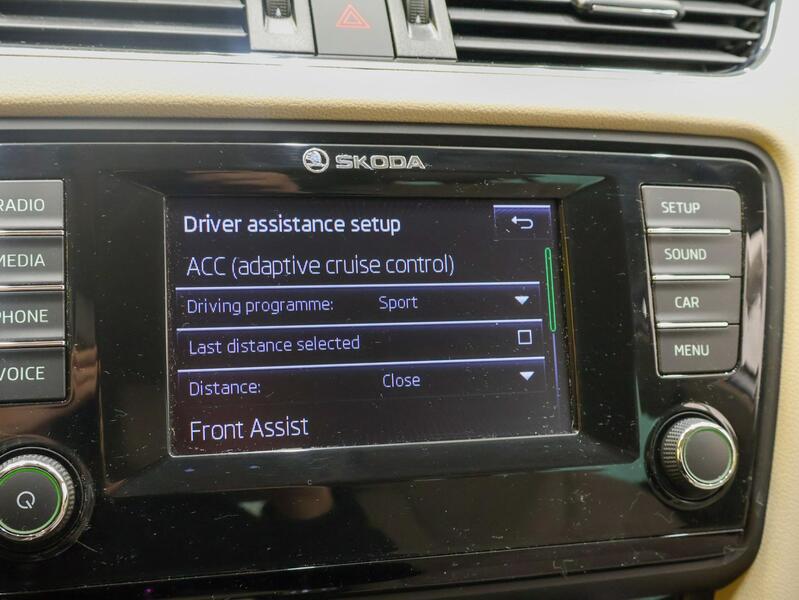 SKODA
RADIO
MEDIA
PHONE
VOICE
Driver assistance setup
ACC (adaptive cruise control)
Driving programme: Sport
Last distance selected
Distance: Close
Front Assist
SETUP
SOUND
CAR
MENU